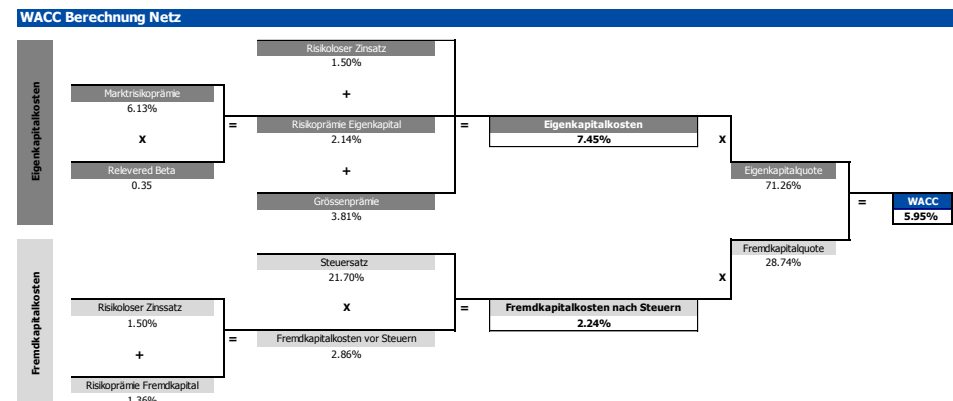 WACC Berechnung Netz
Eigenkapitalkosten
Risikoloser Zinsatz
1.50%
+
Marktrisikoprämie
6.13%
x
Relevered Beta
0.35
=
Risikoprämie Eigenkapital
2.14%
+
Grössenprämie
3.81%
=
Eigenkapitalkosten
7.45%
x
Eigenkapitalquote
71.26%
=
WACC
5.95%
Fremdkapitalkosten
Steuersatz
21.70%
x
Risikoloser Zinssatz
1.50%
+
Risikoprämie Fremdkapital
1.36%
=
Fremdkapitalkosten vor Steuern
2.86%
=
Fremdkapitalkosten nach Steuern
2.24%
x
Fremdkapitalquote
28.74%